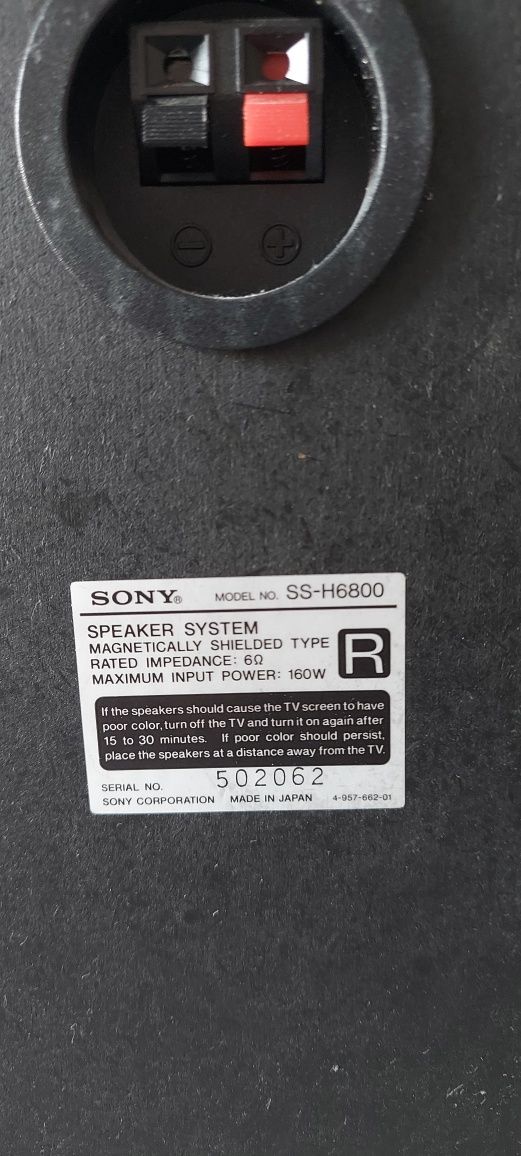 − +
SONY® MODEL NO. SS-H6800
SPEAKER SYSTEM
MAGNETICALLY SHIELDED TYPE
RATED IMPEDANCE: 6Ω
MAXIMUM INPUT POWER: 160W
R
If the speakers should cause the TV screen to have
poor color, turn off the TV and turn it on again after
15 to 30 minutes. If poor color should persist,
place the speakers at a distance away from the TV.
SERIAL NO. 502062
SONY CORPORATION MADE IN JAPAN 4-957-662-01